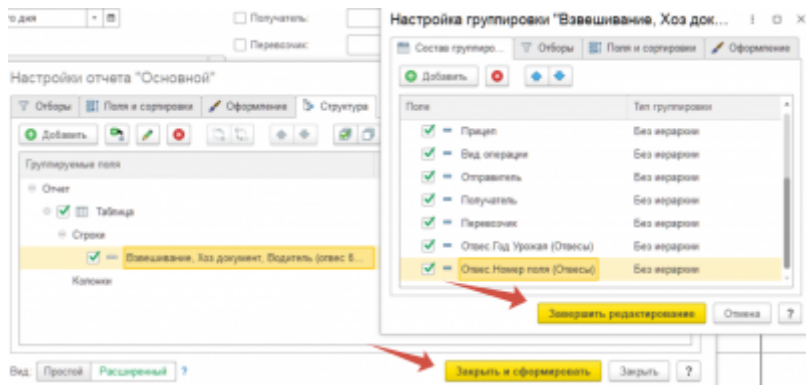 го дня
Получатель:
Перевозчик:
Настройки отчета "Основной"
Отборы Поля и сортировки Оформление Структура
Добавить
Группируемые поля
Отчет
Таблица
Строки
Взвешивание, Хоз документ, Водитель (отвес б...
Колонки
Вид: Простой Расширенный ?
Закрыть и сформировать Закрыть ?
Настройка группировки "Взвешивание, Хоз док...
Состав группиро... Отборы Поля и сортировки Оформление
Добавить
Поле Тип группировки
Прицеп Без иерархии
Вид операции Без иерархии
Отправитель Без иерархии
Получатель Без иерархии
Перевозчик Без иерархии
Отвес.Год Урожая (Отвесы) Без иерархии
Отвес.Номер поля (Отвесы) Без иерархии
Завершить редактирование Отмена ?